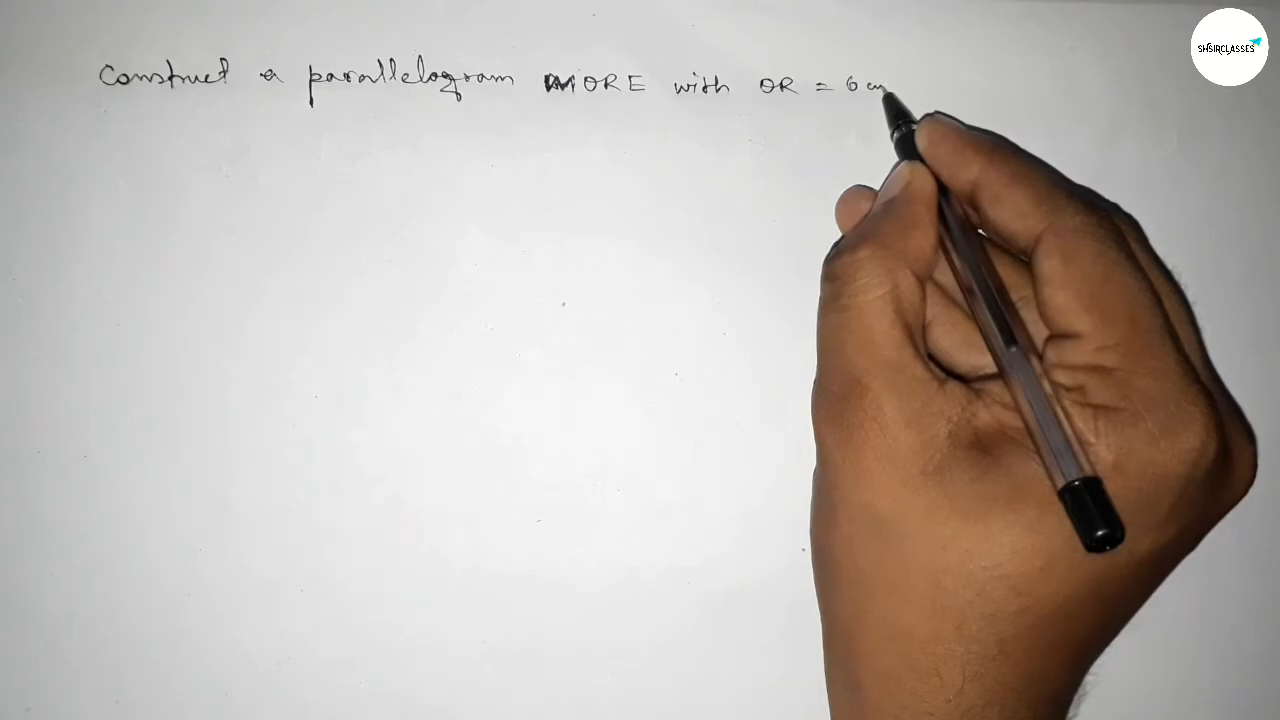 Construct a parallelogram MORE with OR = 6 cm
SHSIRCLASSES